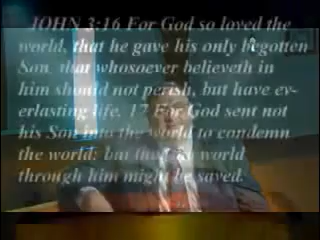 JOHN 3:16 For God so loved the
world, that he gave his only begotten
Son, that whosoever believeth in
him should not perish, but have ev-
erlasting life. 17 For God sent not
his Son into the world to condemn
the world; but that the world
through him might be saved.